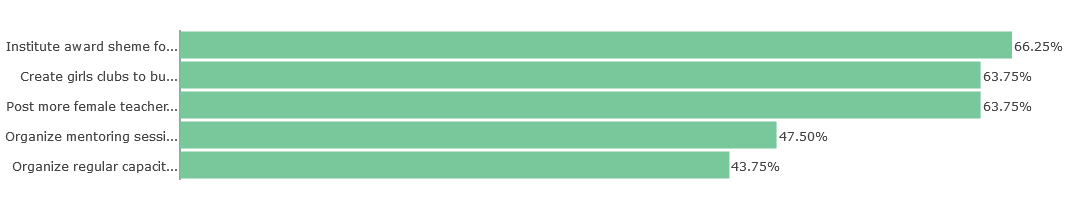 Institute award sheme fo... 66.25%
Create girls clubs to bu... 63.75%
Post more female teacher... 63.75%
Organize mentoring sessi... 47.50%
Organize regular capacit... 43.75%